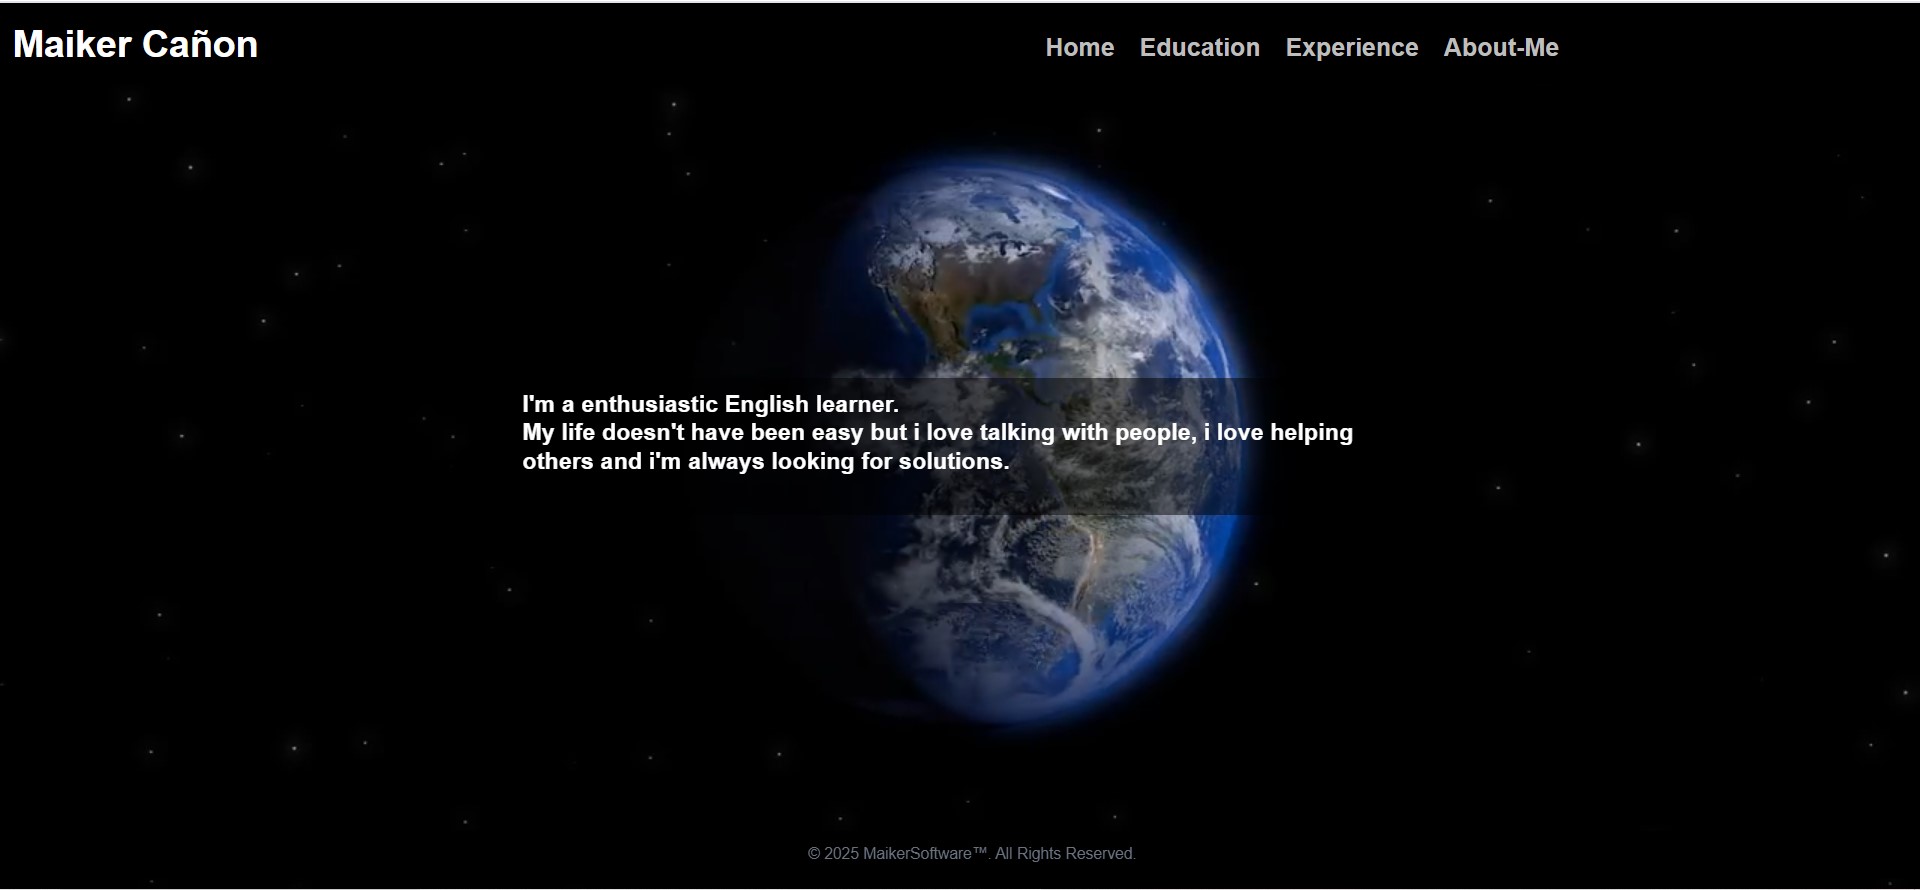 Maiker Cañon
Home Education Experience About-Me
I'm a enthusiastic English learner.
My life doesn't have been easy but i love talking with people, i love helping
others and i'm always looking for solutions.
© 2025 MaikerSoftware™. All Rights Reserved.